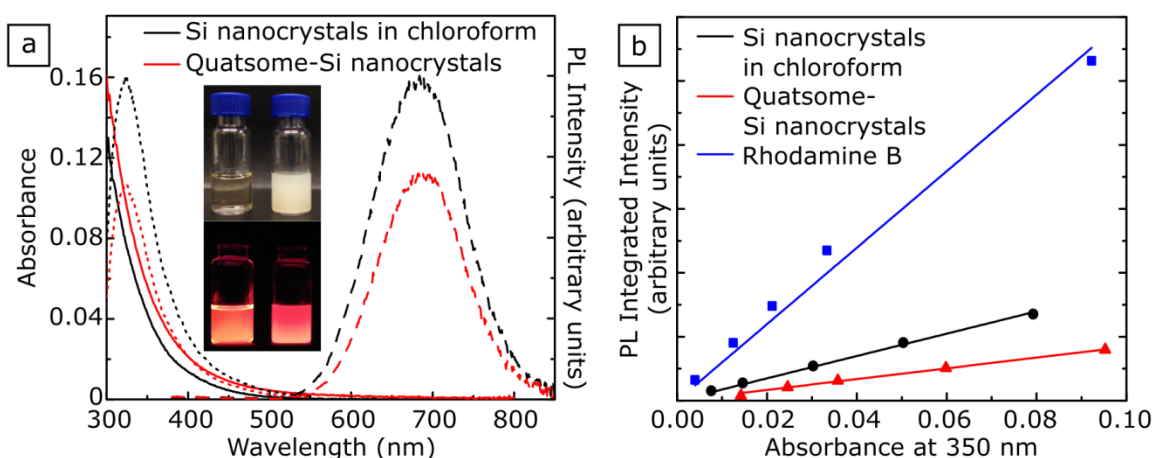 a
Si nanocrystals in chloroform
Quatsome-Si nanocrystals
Absorbance
0.16
0.12
0.08
0.04
0
300 400 500 600 700 800
Wavelength (nm)
PL Intensity (arbitrary units)
b
Si nanocrystals
in chloroform
Quatsome-
Si nanocrystals
Rhodamine B
PL Integrated Intensity
(arbitrary units)
0 0.02 0.04 0.06 0.08 0.10
Absorbance at 350 nm